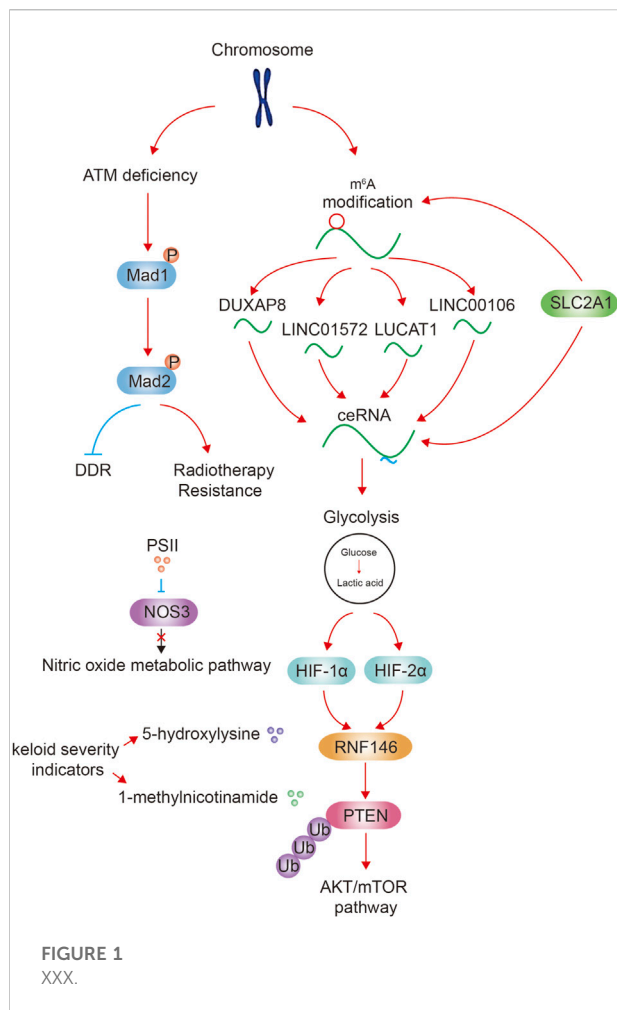 Chromosome
ATM deficiency
m⁶A
modification
P
Mad1
DUXAP8
LINC00106
SLC2A1
LINC01572
LUCAT1
P
Mad2
ceRNA
DDR
Radiotherapy
Resistance
Glycolysis
Glucose
Lactic acid
PSII
NOS3
Nitric oxide metabolic pathway
HIF-1α
HIF-2α
keloid severity
indicators
5-hydroxylysine
1-methylnicotinamide
RNF146
PTEN
Ub
Ub
Ub
AKT/mTOR
pathway
FIGURE 1
XXX.